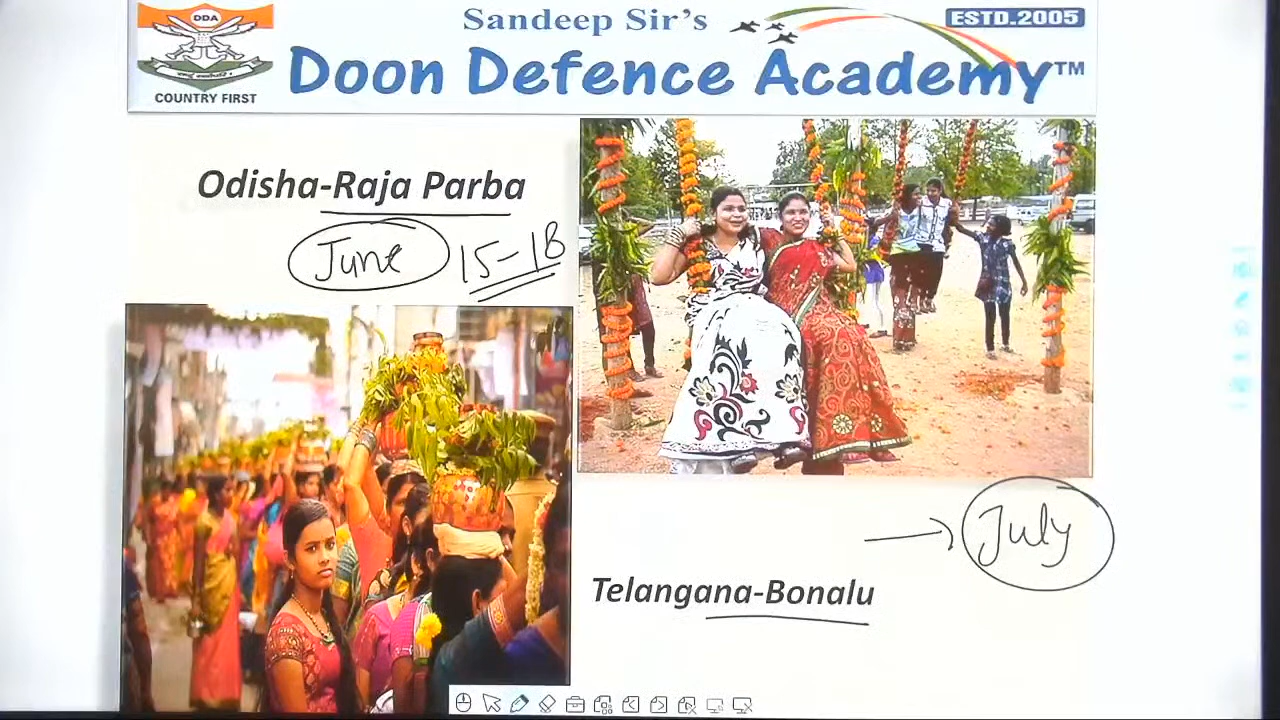 DDA
COUNTRY FIRST
Sandeep Sir's
ESTD.2005
Doon Defence Academy™
Odisha-Raja Parba
June 15-18
July
Telangana-Bonalu